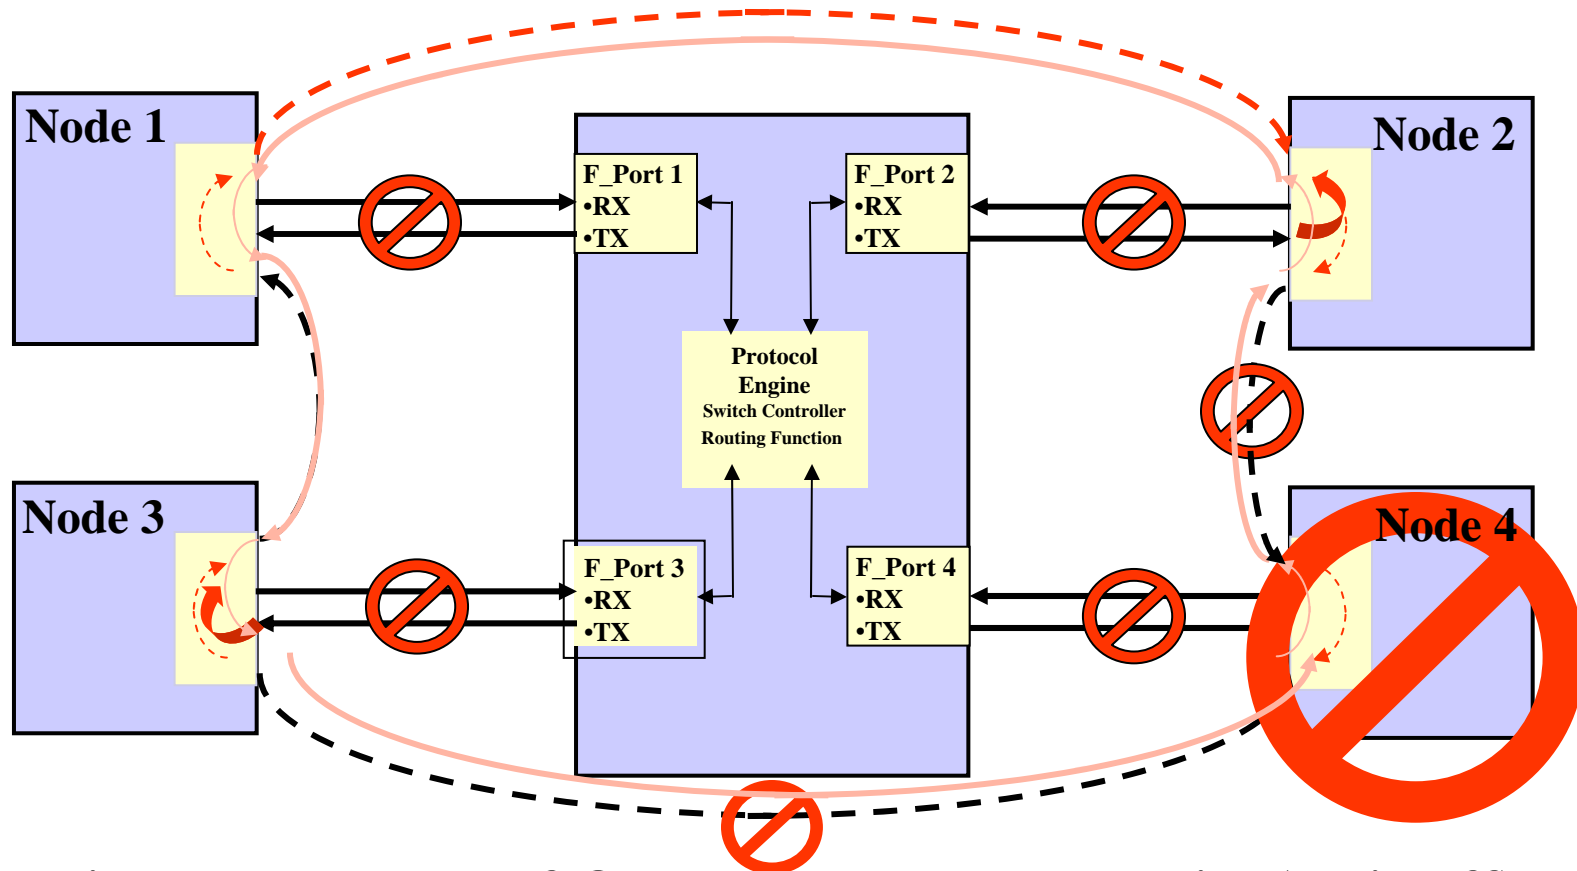 Node 1
Node 2
F_Port 1
•RX
•TX
F_Port 2
•RX
•TX
Protocol
Engine
Switch Controller
Routing Function
Node 3
Node 4
F_Port 3
•RX
•TX
F_Port 4
•RX
•TX